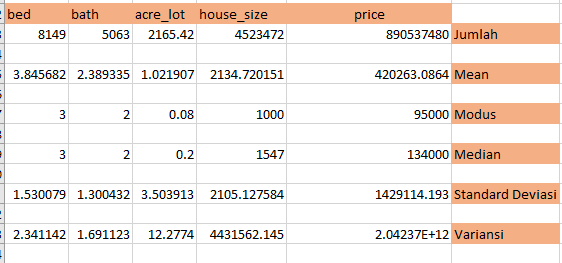 bed bath acre_lot house_size price
8149 5063 2165.42 4523472 890537480 Jumlah
3.845682 2.389335 1.021907 2134.720151 420263.0864 Mean
3 2 0.08 1000 95000 Modus
3 2 0.2 1547 134000 Median
1.530079 1.300432 3.503913 2105.127584 1429114.193 Standard Deviasi
2.341142 1.691123 12.2774 4431562.145 2.04237E+12 Variansi